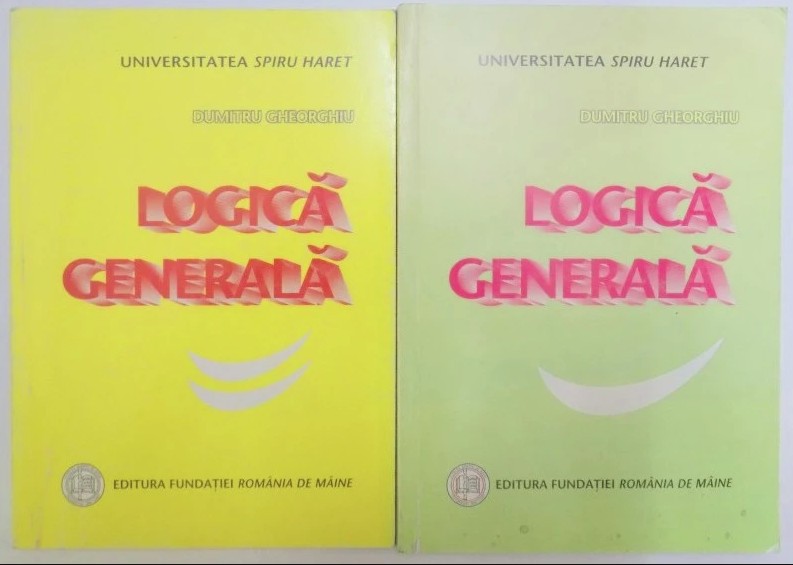 UNIVERSITATEA SPIRU HARET
DUMITRU GHEORGHIU
LOGICĂ
GENERALĂ
EDITURA FUNDAȚIEI ROMÂNIA DE MÂINE
UNIVERSITATEA SPIRU HARET
DUMITRU GHEORGHIU
LOGICĂ
GENERALĂ
EDITURA FUNDAȚIEI ROMÂNIA DE MÂINE